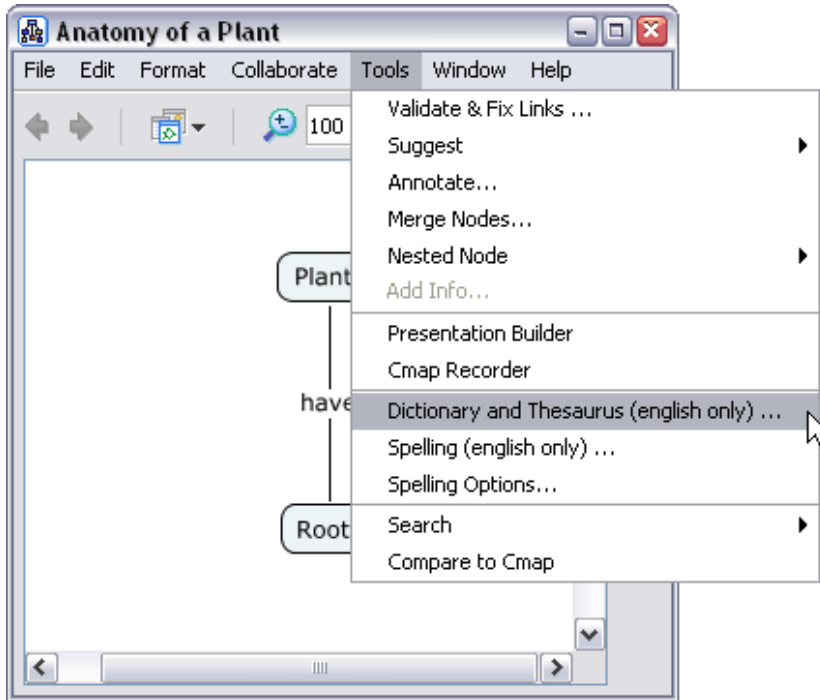 Anatomy of a Plant
File Edit Format Collaborate Tools Window Help
100
Validate & Fix Links ...
Suggest
Annotate...
Merge Nodes...
Nested Node
Add Info...
Presentation Builder
Cmap Recorder
Dictionary and Thesaurus (english only) ...
Spelling (english only) ...
Spelling Options...
Search
Compare to Cmap
Plant
have
Root